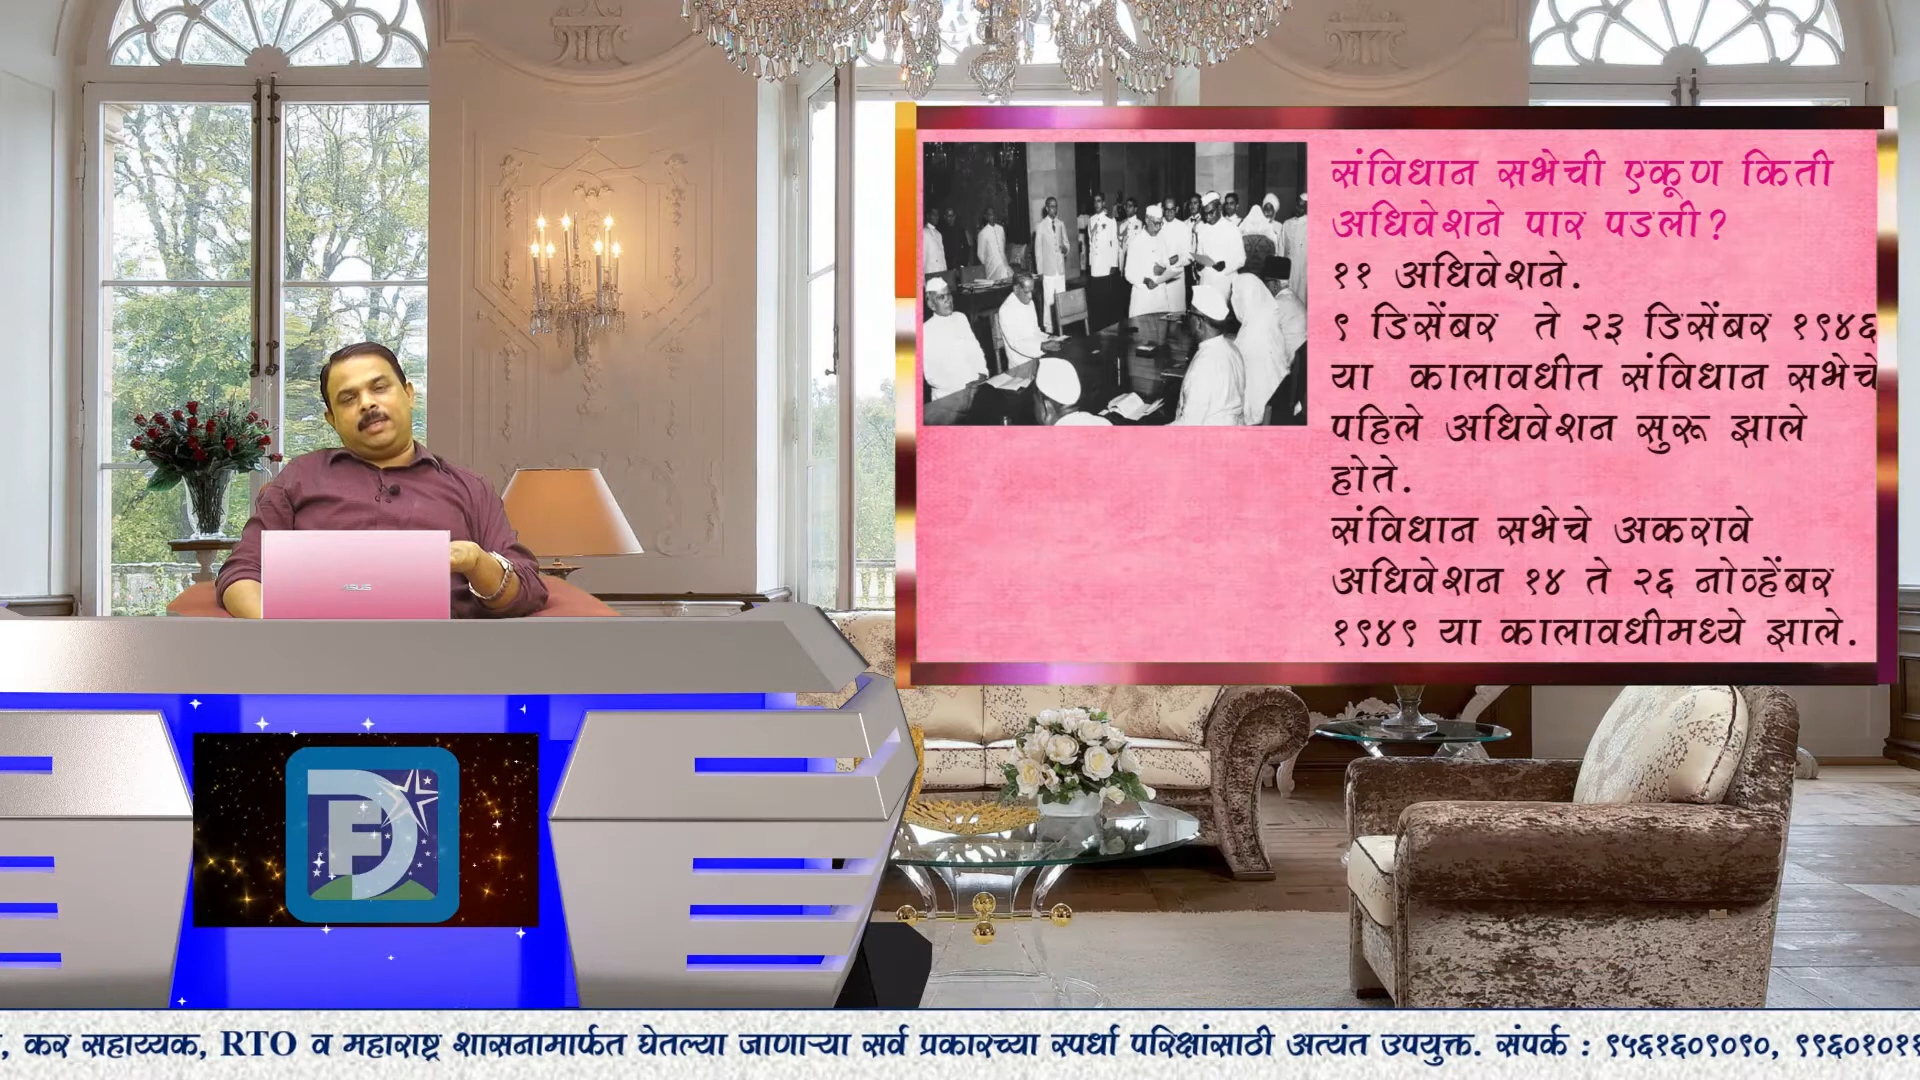 संविधान सभेची एकूण किती
अधिवेशने पार पडली?
११ अधिवेशने.
९ डिसेंबर ते २३ डिसेंबर १९४६
या कालावधीत संविधान सभेचे
पहिले अधिवेशन सुरू झाले
होते.
संविधान सभेचे अकरावे
अधिवेशन १४ ते २६ नोव्हेंबर
१९४९ या कालावधीमध्ये झाले.
ASUS
, कर सहाय्यक, RTO व महाराष्ट्र शासनामार्फत घेतल्या जाणाऱ्या सर्व प्रकारच्या स्पर्धा परिक्षांसाठी अत्यंत उपयुक्त. संपर्क : ९५६१६०९०९०,